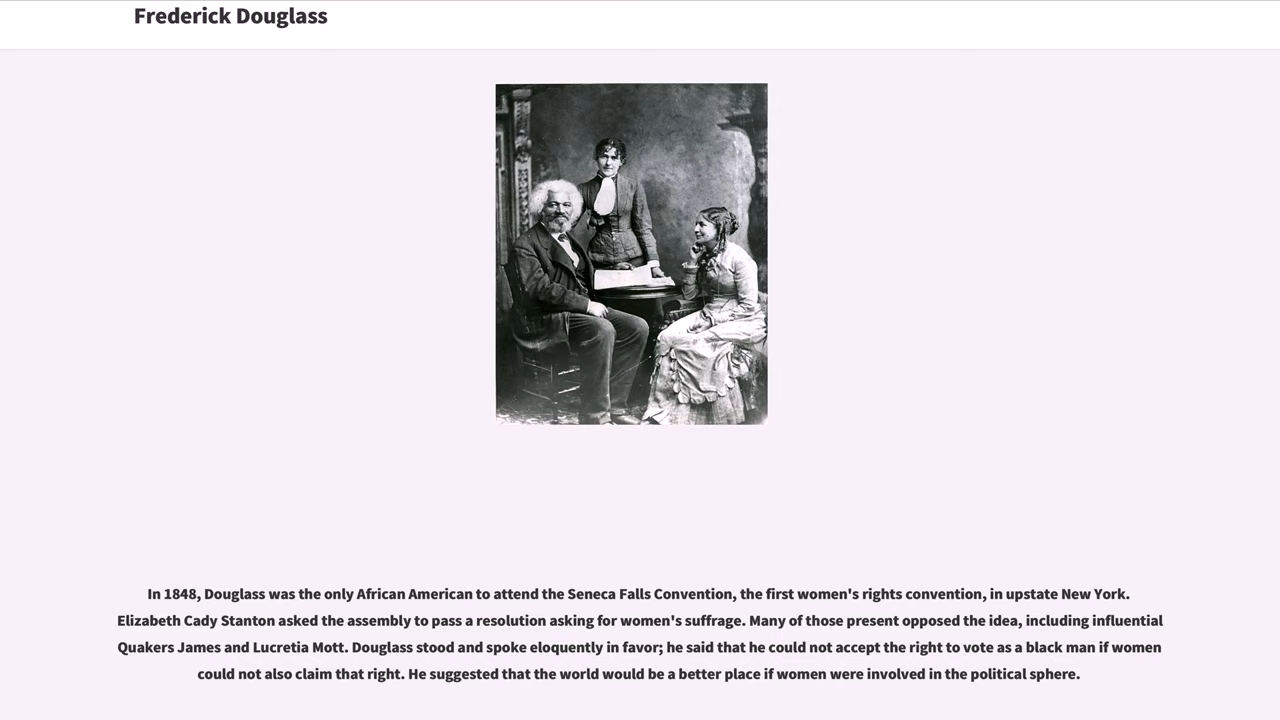 Frederick Douglass
In 1848, Douglass was the only African American to attend the Seneca Falls Convention, the first women's rights convention, in upstate New York.
Elizabeth Cady Stanton asked the assembly to pass a resolution asking for women's suffrage. Many of those present opposed the idea, including influential
Quakers James and Lucretia Mott. Douglass stood and spoke eloquently in favor; he said that he could not accept the right to vote as a black man if women
could not also claim that right. He suggested that the world would be a better place if women were involved in the political sphere.